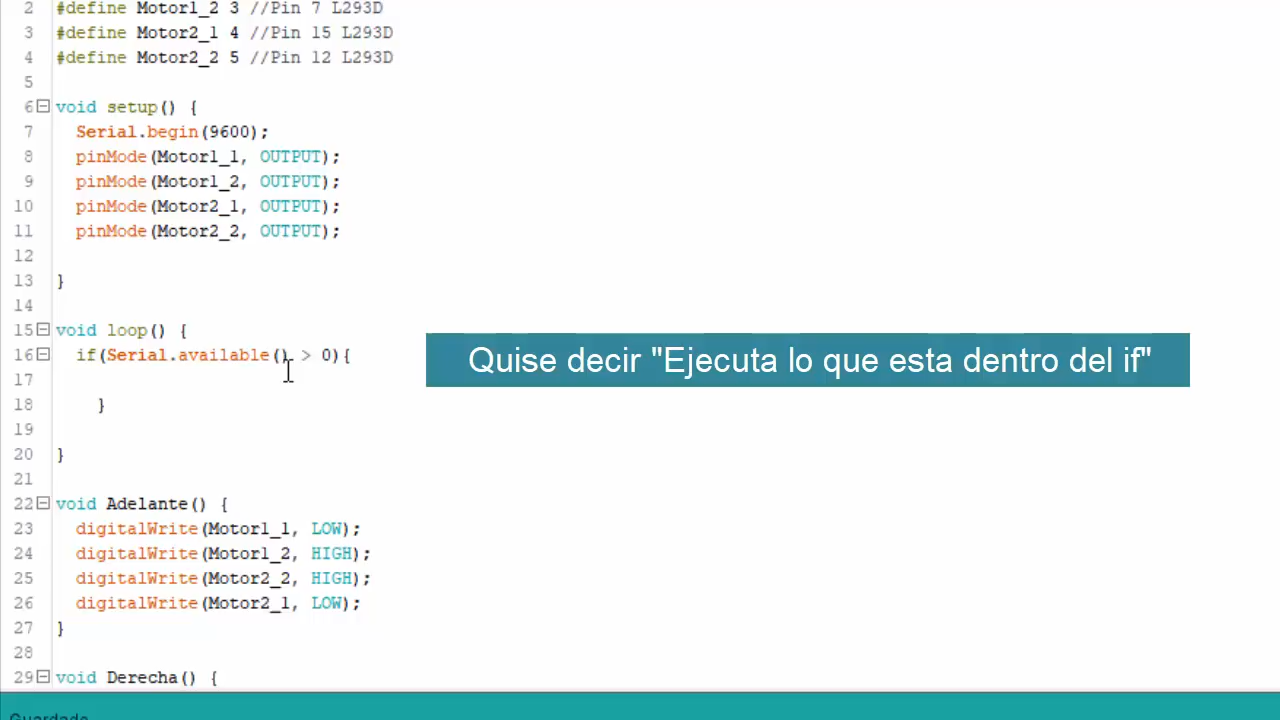 2 #define Motor1_2 3 //Pin 7 L293D
3 #define Motor2_1 4 //Pin 15 L293D
4 #define Motor2_2 5 //Pin 12 L293D
5
6 void setup() {
7 Serial.begin(9600);
8 pinMode(Motor1_1, OUTPUT);
9 pinMode(Motor1_2, OUTPUT);
10 pinMode(Motor2_1, OUTPUT);
11 pinMode(Motor2_2, OUTPUT);
12
13 }
14
15 void loop() {
16 if(Serial.available() > 0){
Quise decir "Ejecuta lo que esta dentro del if"
17
18 }
19
20 }
21
22 void Adelante() {
23 digitalWrite(Motor1_1, LOW);
24 digitalWrite(Motor1_2, HIGH);
25 digitalWrite(Motor2_2, HIGH);
26 digitalWrite(Motor2_1, LOW);
27 }
28
29 void Derecha() {
Guardado